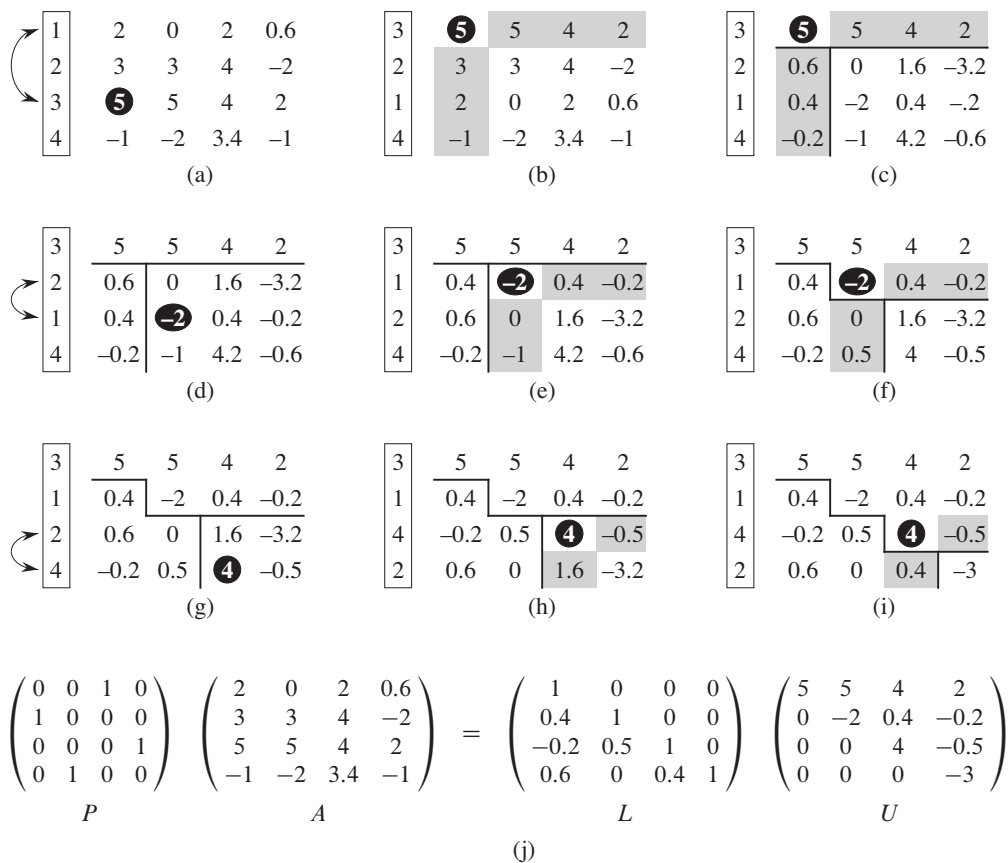 1 2 0 2 0.6 3 5 5 4 2 3 5 5 4 2
2 3 3 4 –2 2 3 3 4 –2 2 0.6 0 1.6 –3.2
3 5 5 4 2 1 2 0 2 0.6 1 0.4 –2 0.4 –.2
4 –1 –2 3.4 –1 4 –1 –2 3.4 –1 4 –0.2 –1 4.2 –0.6
(a) (b) (c)
3 5 5 4 2 3 5 5 4 2 3 5 5 4 2
2 0.6 0 1.6 –3.2 1 0.4 –2 0.4 –0.2 1 0.4 –2 0.4 –0.2
1 0.4 –2 0.4 –0.2 2 0.6 0 1.6 –3.2 2 0.6 0 1.6 –3.2
4 –0.2 –1 4.2 –0.6 4 –0.2 –1 4.2 –0.6 4 –0.2 0.5 4 –0.5
(d) (e) (f)
3 5 5 4 2 3 5 5 4 2 3 5 5 4 2
1 0.4 –2 0.4 –0.2 1 0.4 –2 0.4 –0.2 1 0.4 –2 0.4 –0.2
2 0.6 0 1.6 –3.2 4 –0.2 0.5 4 –0.5 4 –0.2 0.5 4 –0.5
4 –0.2 0.5 4 –0.5 2 0.6 0 1.6 –3.2 2 0.6 0 0.4 –3
(g) (h) (i)
0 0 1 0 2 0 2 0.6 1 0 0 0 5 5 4 2
1 0 0 0 3 3 4 −2 0.4 1 0 0 0 −2 0.4 −0.2
0 0 0 1 5 5 4 2 = −0.2 0.5 1 0 0 0 4 −0.5
0 1 0 0 −1 −2 3.4 −1 0.6 0 0.4 1 0 0 0 −3
P A L U
(j)